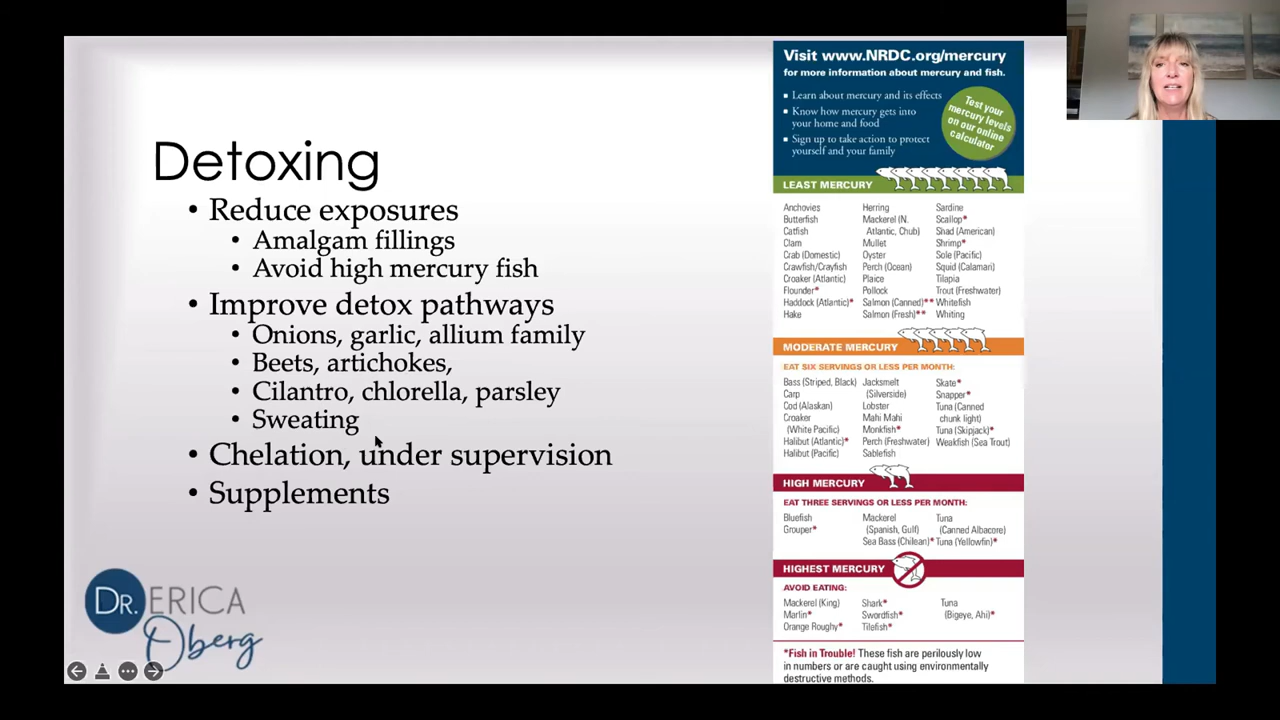 Detoxing
• Reduce exposures
• Amalgam fillings
• Avoid high mercury fish
• Improve detox pathways
• Onions, garlic, allium family
• Beets, artichokes,
• Cilantro, chlorella, parsley
• Sweating
• Chelation, under supervision
• Supplements
DR. ERICA
Oberg
Visit www.NRDC.org/mercury
for more information about mercury and fish.
Learn about mercury and its effects
Know how mercury gets into
your home and food
Sign up to take action to protect
yourself and your family
Test your
mercury levels
on our online
calculator
LEAST MERCURY
Anchovies
Butterfish
Catfish
Clam
Crab (Domestic)
Crawfish/Crayfish
Croaker (Atlantic)
Flounder*
Haddock (Atlantic)*
Hake
Herring
Mackerel (N.
Atlantic, Chub)
Mullet
Oyster
Perch (Ocean)
Plaice
Pollock
Salmon (Canned)**
Salmon (Fresh)**
Sardine
Scallop*
Shad (American)
Shrimp*
Sole (Pacific)
Squid (Calamari)
Tilapia
Trout (Freshwater)
Whitefish
Whiting
MODERATE MERCURY
EAT SIX SERVINGS OR LESS PER MONTH:
Bass (Striped, Black)
Carp
Cod (Alaskan)
Croaker
(White Pacific)
Halibut (Atlantic)*
Halibut (Pacific)
Jacksmelt
(Silverside)
Lobster
Mahi Mahi
Monkfish*
Perch (Freshwater)
Sablefish
Skate*
Snapper*
Tuna (Canned
chunk light)
Tuna (Skipjack)*
Weakfish (Sea Trout)
HIGH MERCURY
EAT THREE SERVINGS OR LESS PER MONTH:
Bluefish
Grouper*
Mackerel
(Spanish, Gulf)
Sea Bass (Chilean)*
Tuna
(Canned Albacore)
Tuna (Yellowfin)*
HIGHEST MERCURY
AVOID EATING:
Mackerel (King)
Marlin*
Orange Roughy*
Shark*
Swordfish*
Tilefish*
Tuna
(Bigeye, Ahi)*
*Fish in Trouble! These fish are perilously low
in numbers or are caught using environmentally
destructive methods.